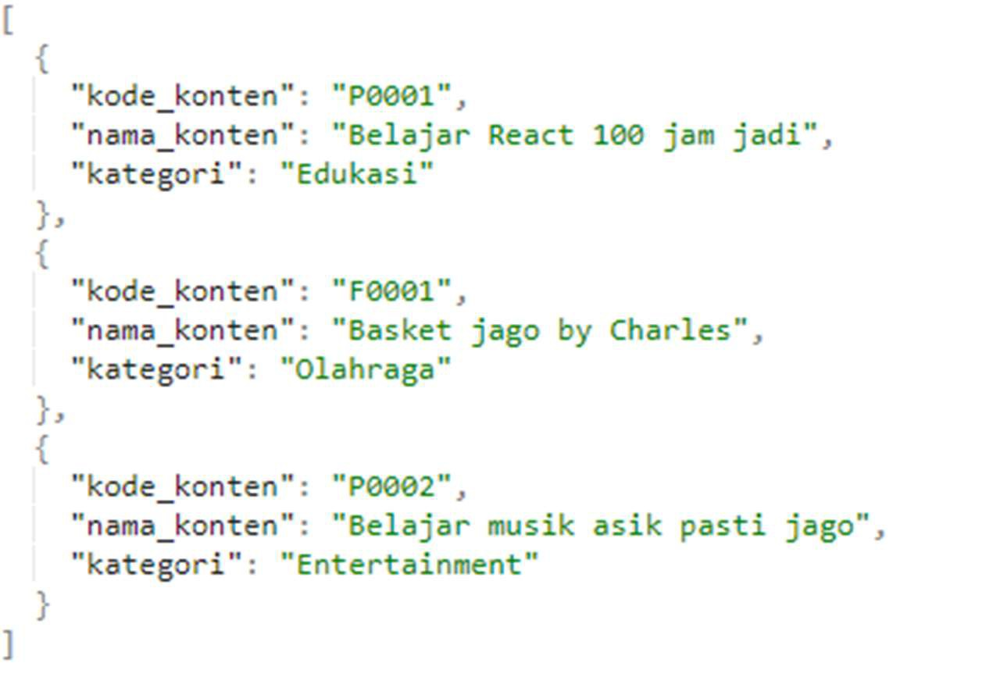 [
  {
    "kode_konten": "P0001",
    "nama_konten": "Belajar React 100 jam jadi",
    "kategori": "Edukasi"
  },
  {
    "kode_konten": "F0001",
    "nama_konten": "Basket jago by Charles",
    "kategori": "Olahraga"
  },
  {
    "kode_konten": "P0002",
    "nama_konten": "Belajar musik asik pasti jago",
    "kategori": "Entertainment"
  }
]